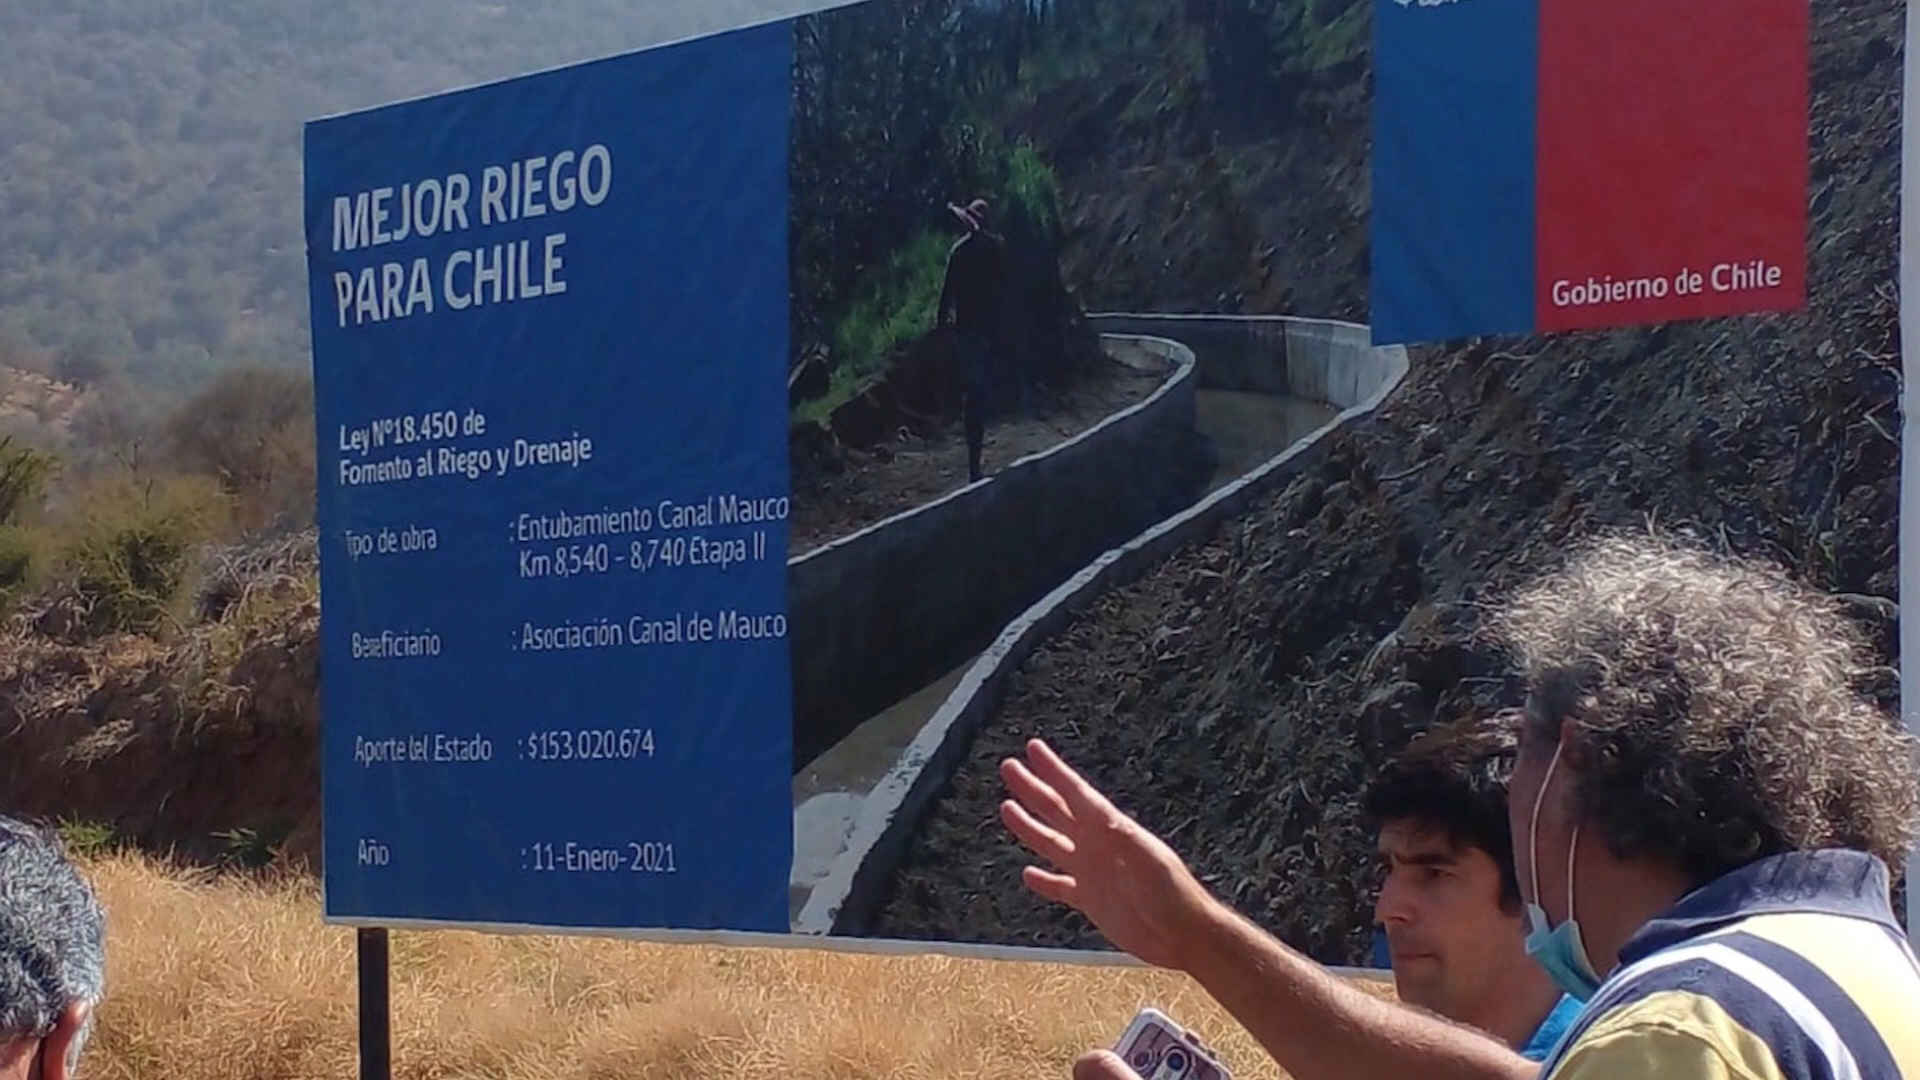 MEJOR RIEGO
PARA CHILE
Ley Nº18.450 de
Fomento al Riego y Drenaje
Tipo de obra : Entubamiento Canal Mauco
Km 8,540 - 8,740 Etapa II
Beneficiario : Asociación Canal de Mauco
Aporte del Estado : $153.020.674
Año : 11-Enero-2021
Gobierno de Chile